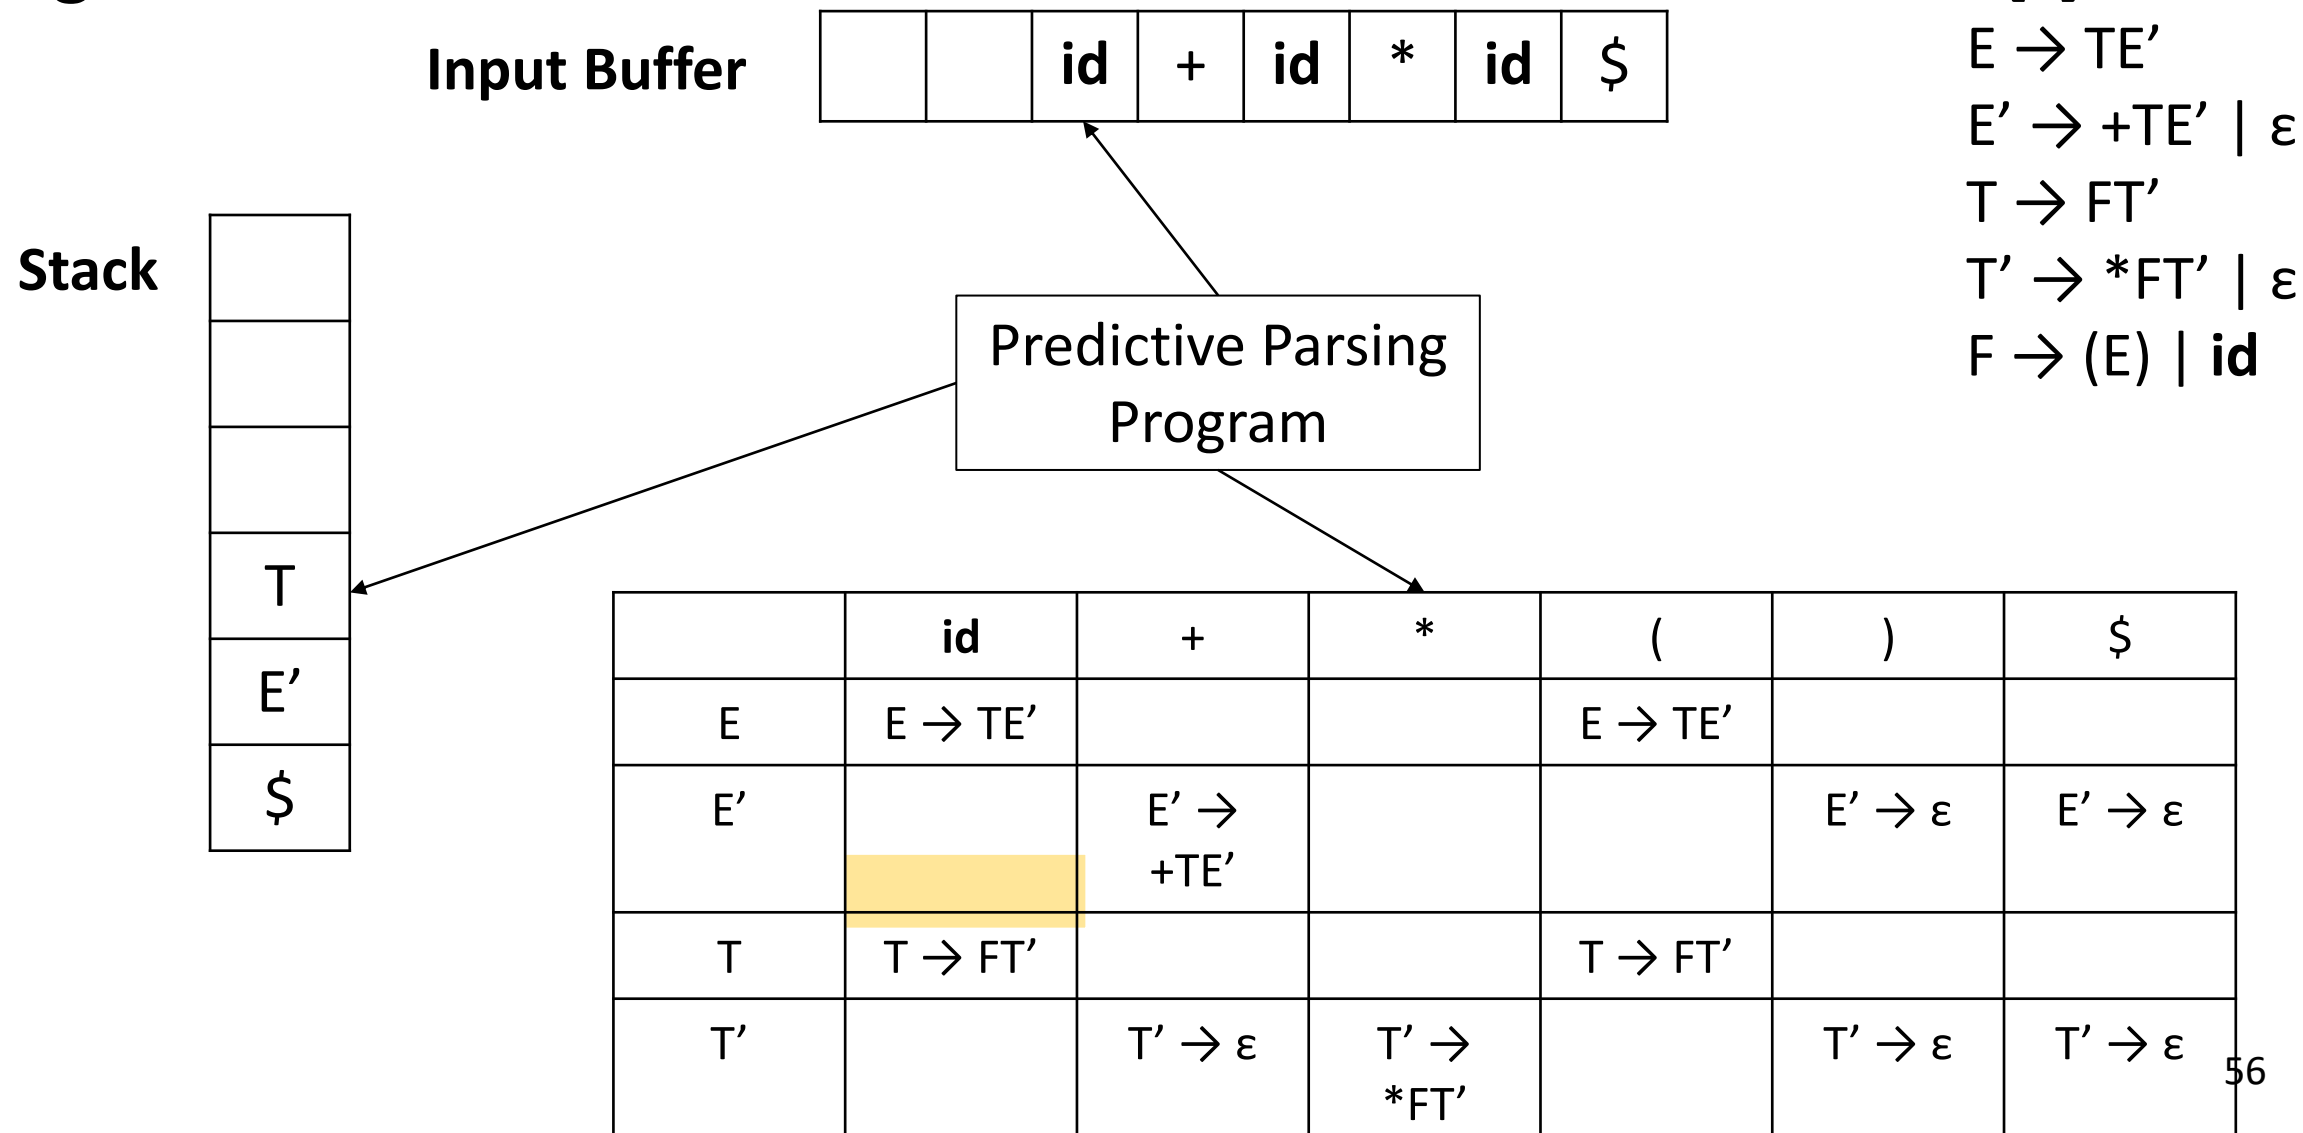 Input Buffer
id + id * id $
E → TE’
E’ → +TE’ | ε
T → FT’
T’ → *FT’ | ε
F → (E) | id
Stack
Predictive Parsing
Program
T
E’
$
id + * ( ) $
E E → TE’ E → TE’
E’ E’ → E’ → ε E’ → ε
+TE’
T T → FT’ T → FT’
T’ T’ → ε T’ → T’ → ε T’ → ε
*FT’
56